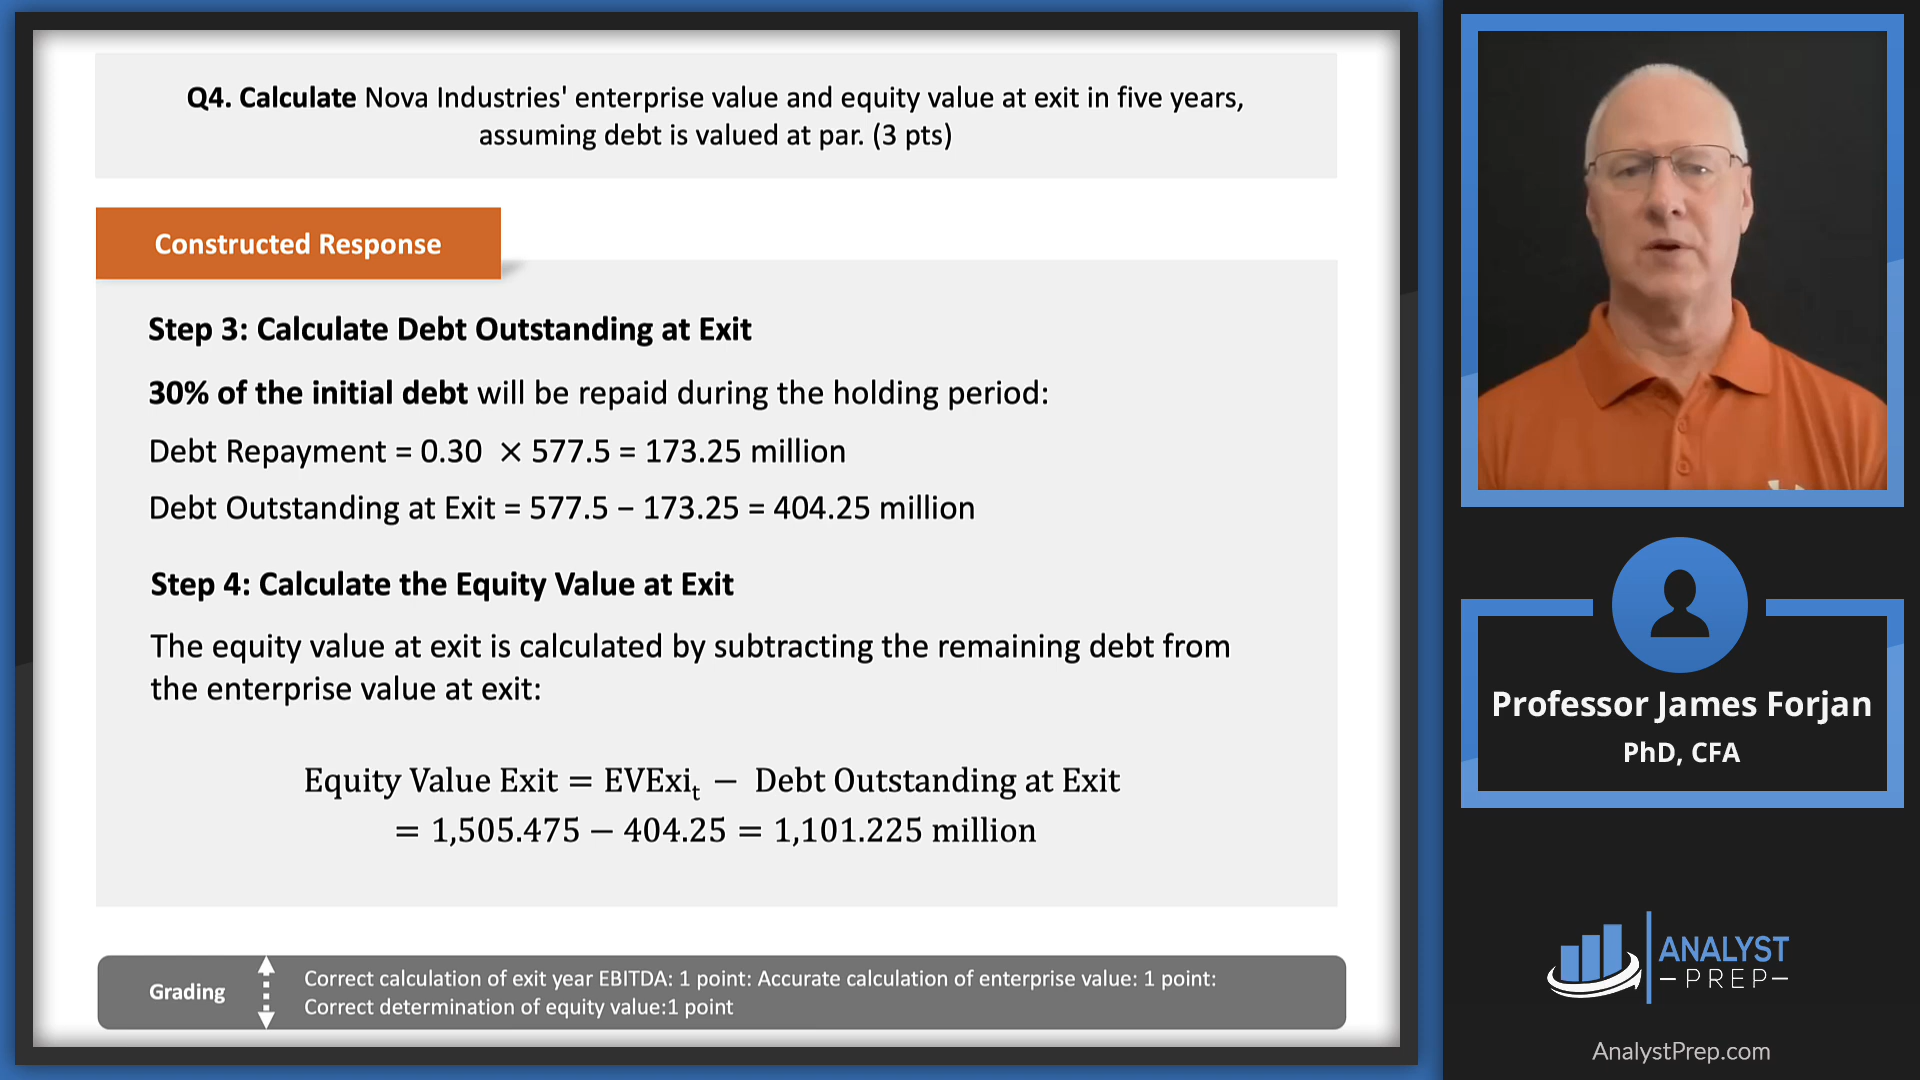 Q4. Calculate Nova Industries' enterprise value and equity value at exit in five years,
assuming debt is valued at par. (3 pts)
Constructed Response
Step 3: Calculate Debt Outstanding at Exit
30% of the initial debt will be repaid during the holding period:
Debt Repayment = 0.30 × 577.5 = 173.25 million
Debt Outstanding at Exit = 577.5 − 173.25 = 404.25 million
Step 4: Calculate the Equity Value at Exit
The equity value at exit is calculated by subtracting the remaining debt from
the enterprise value at exit:
Equity Value Exit = EVExiₜ − Debt Outstanding at Exit
= 1,505.475 − 404.25 = 1,101.225 million
Grading
Correct calculation of exit year EBITDA: 1 point: Accurate calculation of enterprise value: 1 point:
Correct determination of equity value:1 point
Professor James Forjan
PhD, CFA
ANALYST
PREP
AnalystPrep.com